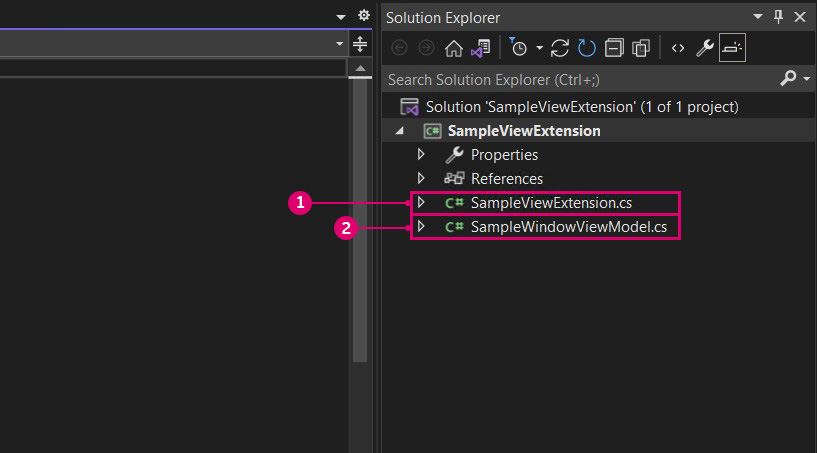 Solution Explorer
Search Solution Explorer (Ctrl+;)
Solution 'SampleViewExtension' (1 of 1 project)
C# SampleViewExtension
Properties
References
1 C# SampleViewExtension.cs
2 C# SampleWindowViewModel.cs